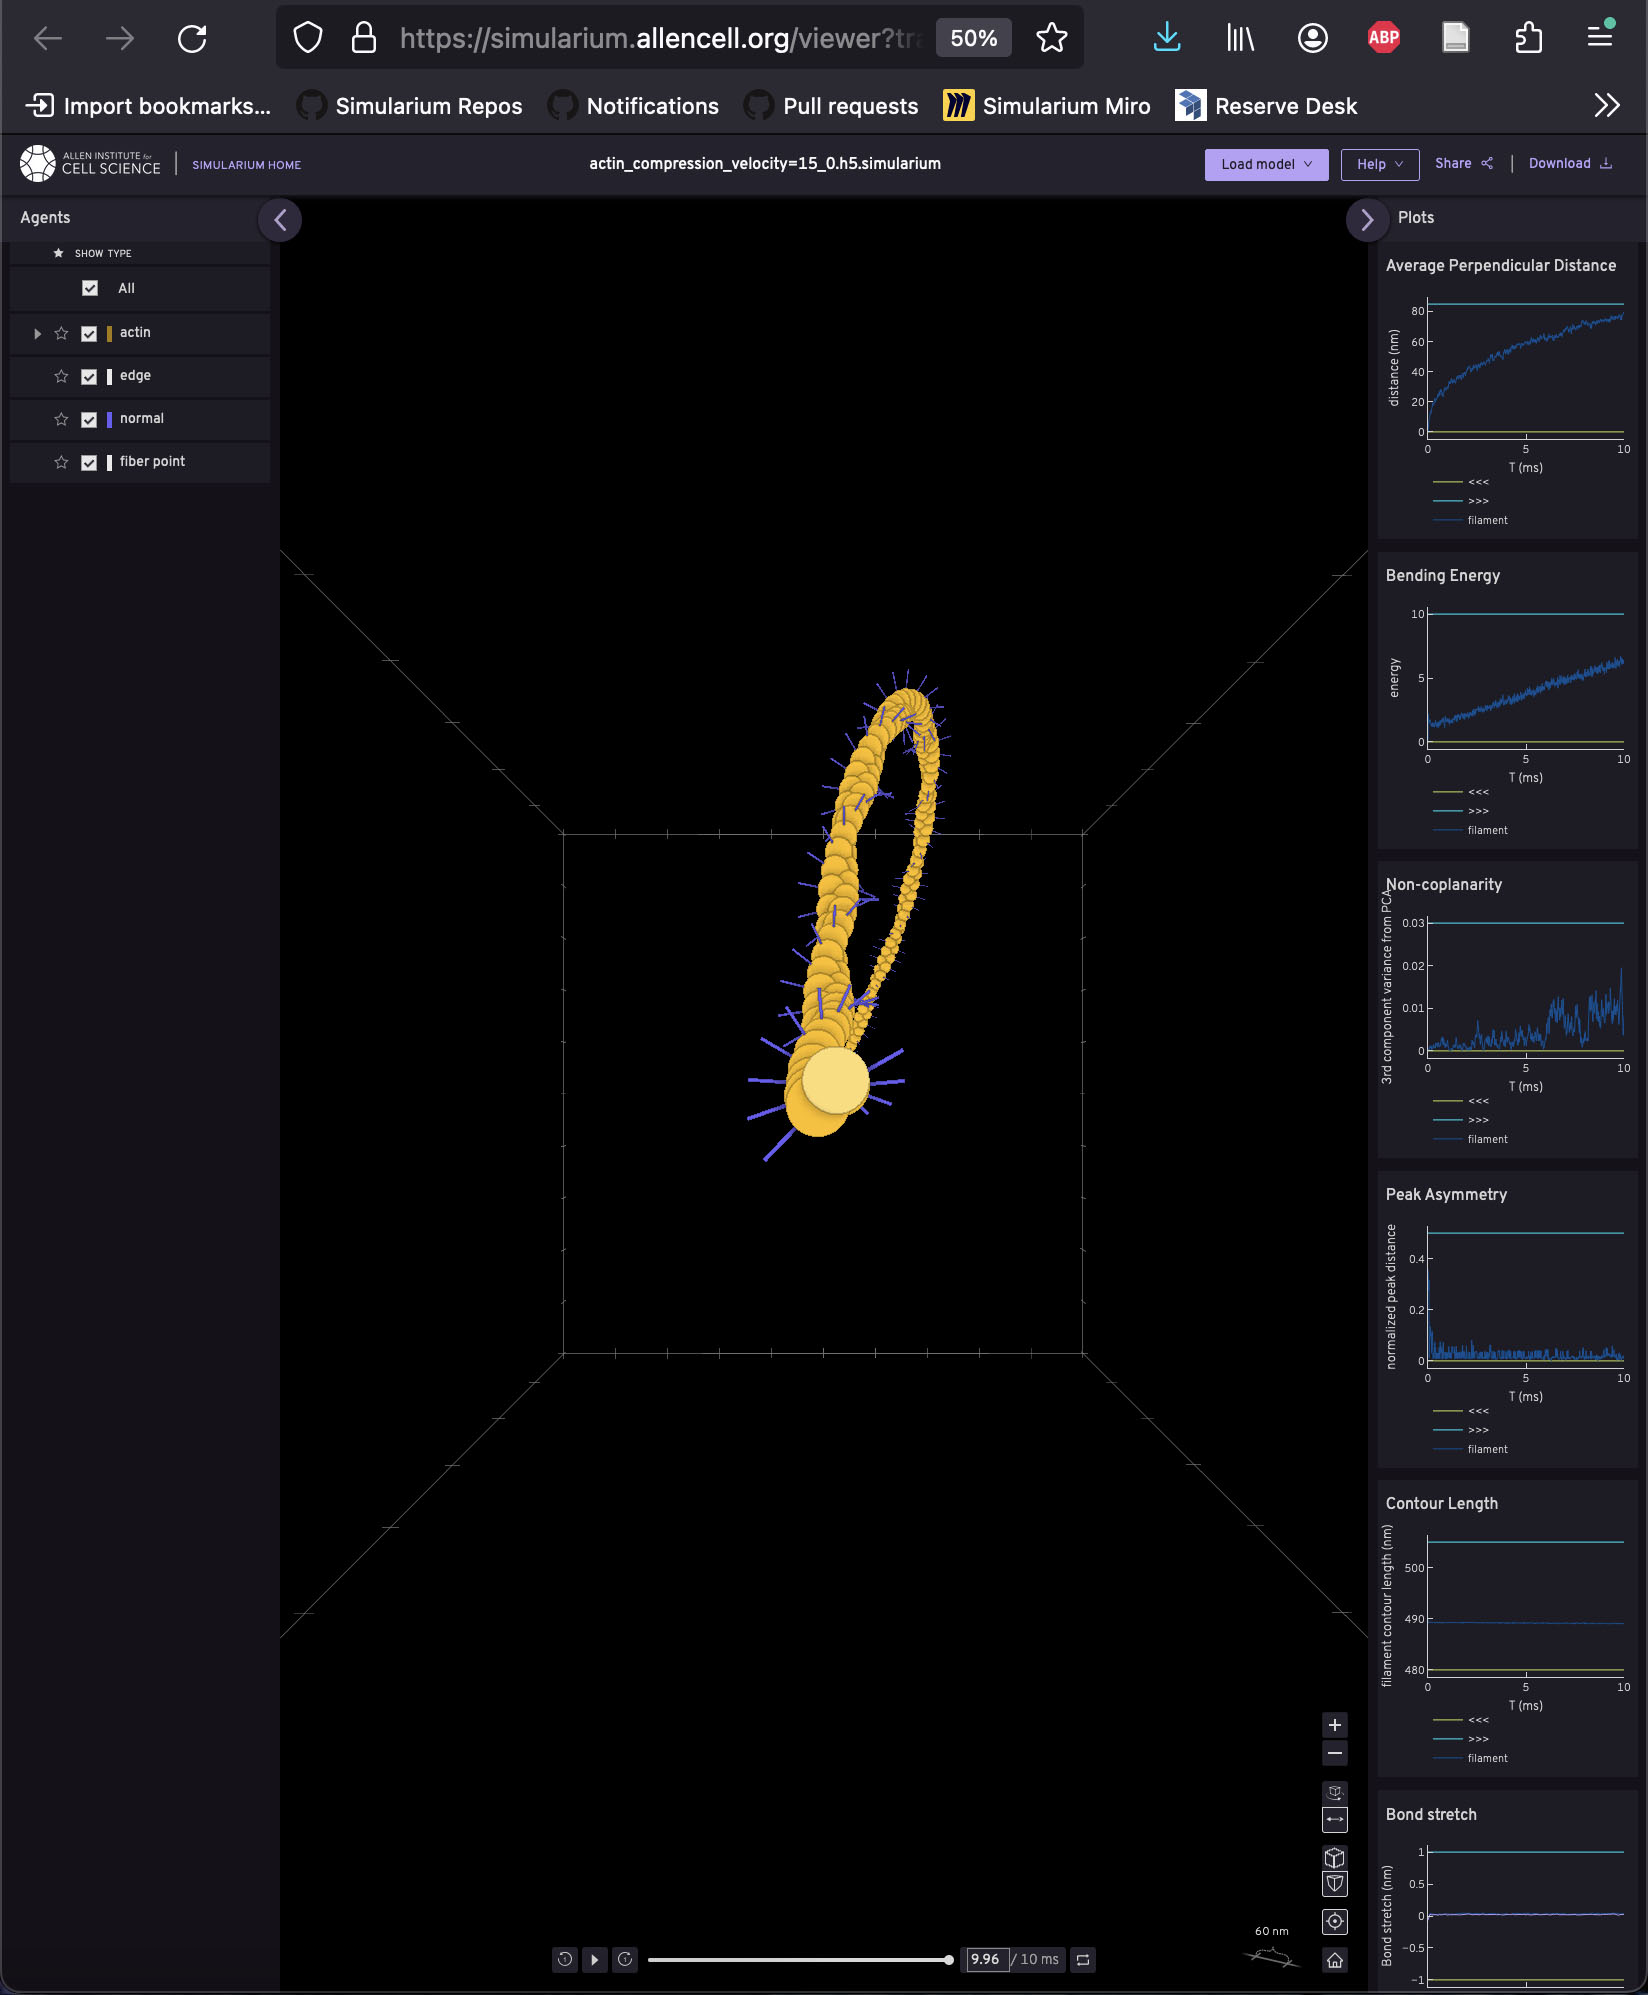 https://simularium.allencell.org/viewer?tra
50%
ABP
Import bookmarks...
Simularium Repos
Notifications
Pull requests
Simularium Miro
Reserve Desk
ALLEN INSTITUTE for
CELL SCIENCE
SIMULARIUM HOME
actin_compression_velocity=15_0.h5.simularium
Load model
Help
Share
Download
Agents
SHOW TYPE
All
actin
edge
normal
fiber point
Plots
Average Perpendicular Distance
distance (nm)
80
60
40
20
0
0
5
10
T (ms)
<<<
>>>
filament
Bending Energy
energy
10
5
0
0
5
10
T (ms)
<<<
>>>
filament
Non-coplanarity
3rd component variance from PCA
0.03
0.02
0.01
0
0
5
10
T (ms)
<<<
>>>
filament
Peak Asymmetry
normalized peak distance
0.4
0.2
0
0
5
10
T (ms)
<<<
>>>
filament
Contour Length
filament contour length (nm)
500
490
480
0
5
10
T (ms)
<<<
>>>
filament
Bond stretch
Bond stretch (nm)
1
0.5
0
−0.5
−1
60 nm
9.96 / 10 ms